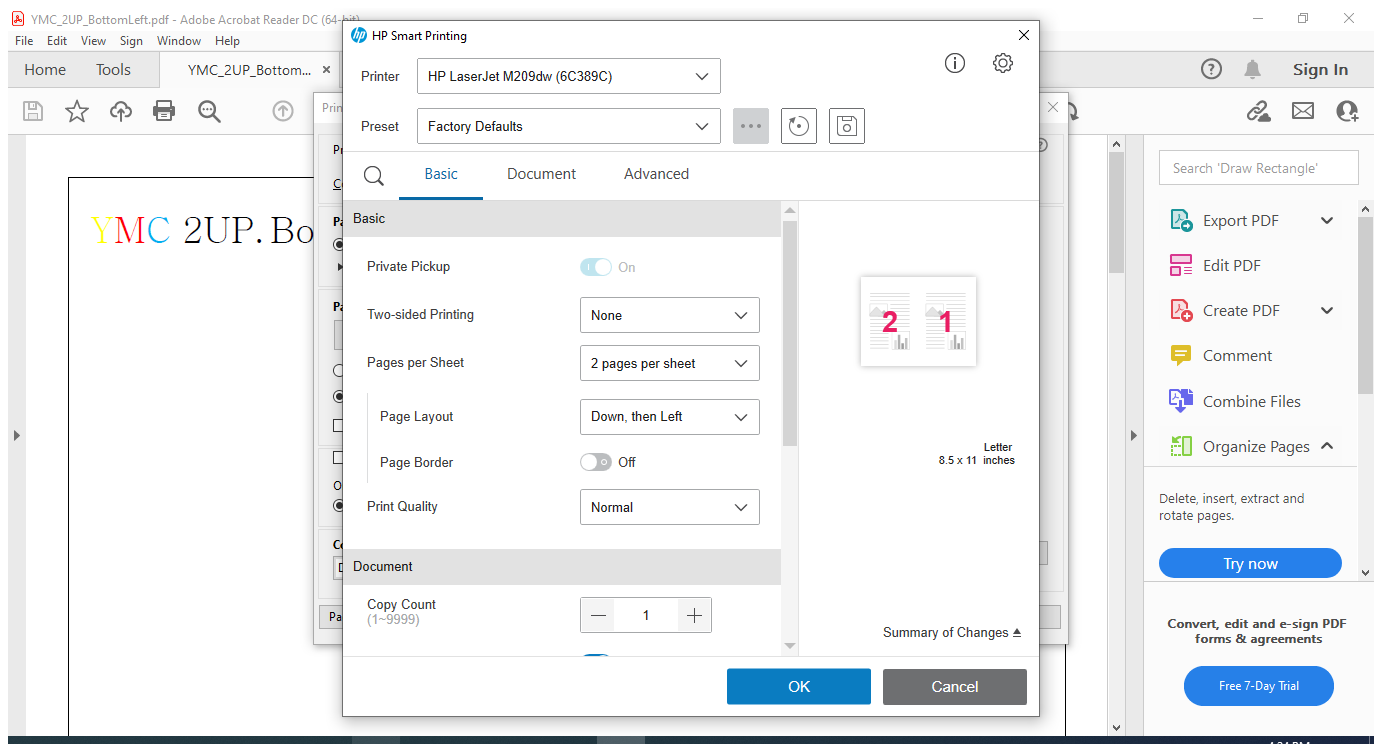 YMC_2UP_BottomLeft.pdf - Adobe Acrobat Reader DC (64-bit)
File Edit View Sign Window Help
Home Tools YMC_2UP_Bottom... ×
Sign In
YMC 2UP. Bo
hp HP Smart Printing
Printer HP LaserJet M209dw (6C389C)
Preset Factory Defaults
Basic Document Advanced
Basic
Private Pickup On
Two-sided Printing None
Pages per Sheet 2 pages per sheet
Page Layout Down, then Left
Page Border Off
Print Quality Normal
Document
Copy Count 1
(1~9999)
2 1
Letter
8.5 x 11 inches
Summary of Changes
OK Cancel
Search 'Draw Rectangle'
Export PDF
Edit PDF
Create PDF
Comment
Combine Files
Organize Pages
Delete, insert, extract and
rotate pages.
Try now
Convert, edit and e-sign PDF
forms & agreements
Free 7-Day Trial